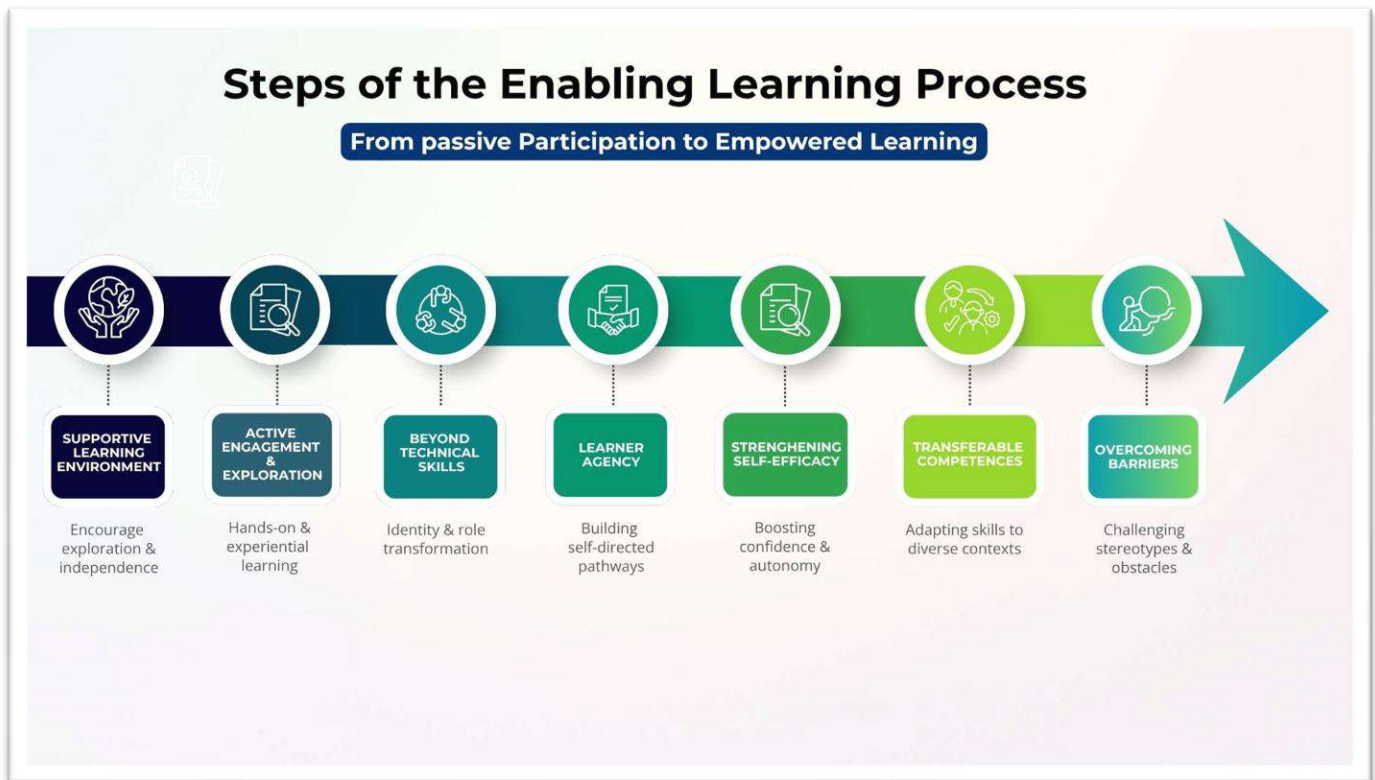 Steps of the Enabling Learning Process
From passive Participation to Empowered Learning
SUPPORTIVE
LEARNING
ENVIRONMENT
Encourage
exploration &
independence
ACTIVE
ENGAGEMENT
&
EXPLORATION
Hands-on &
experiential
learning
BEYOND
TECHNICAL
SKILLS
Identity & role
transformation
LEARNER
AGENCY
Building
self-directed
pathways
STRENGHENING
SELF-EFFICACY
Boosting
confidence &
autonomy
TRANSFERABLE
COMPETENCES
Adapting skills to
diverse contexts
OVERCOMING
BARRIERS
Challenging
stereotypes &
obstacles